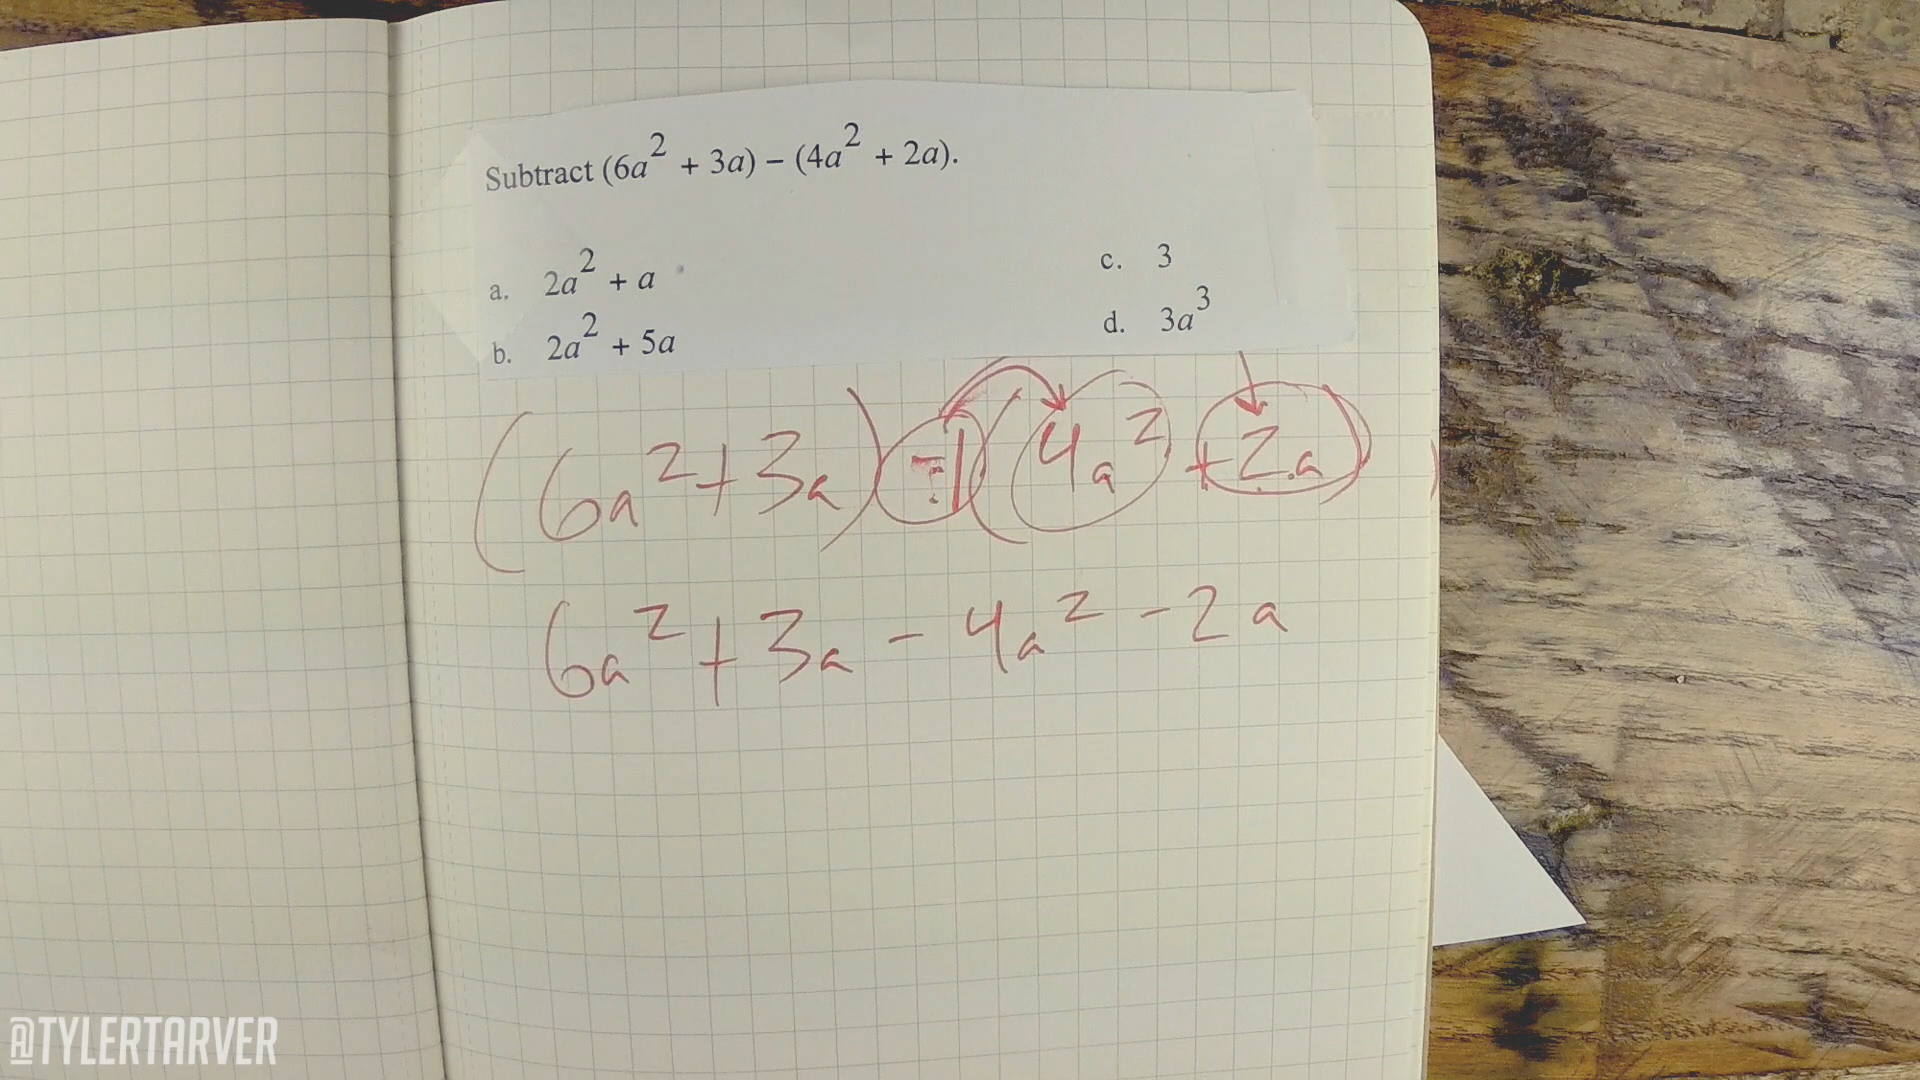 Subtract (6a² + 3a) – (4a² + 2a).
a. 2a² + a
c. 3
b. 2a² + 5a
d. 3a³
(6a²+3a) -1(4a² +2a)
6a²+3a - 4a² - 2a
@TYLERTARVER